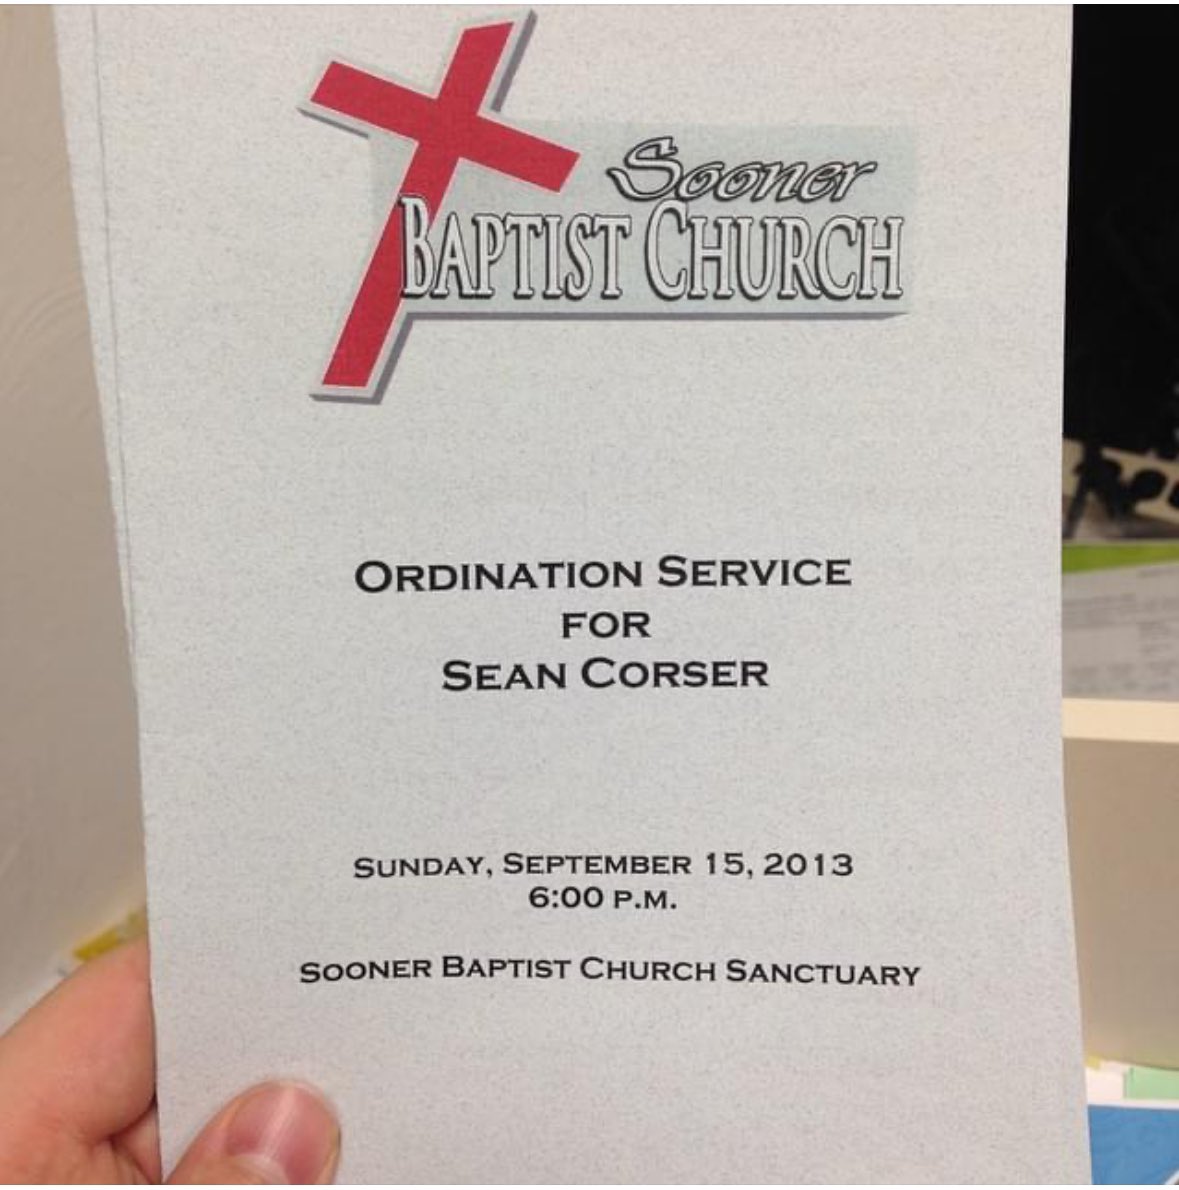 Sooner
BAPTIST CHURCH
ORDINATION SERVICE
FOR
SEAN CORSER
SUNDAY, SEPTEMBER 15, 2013
6:00 P.M.
SOONER BAPTIST CHURCH SANCTUARY